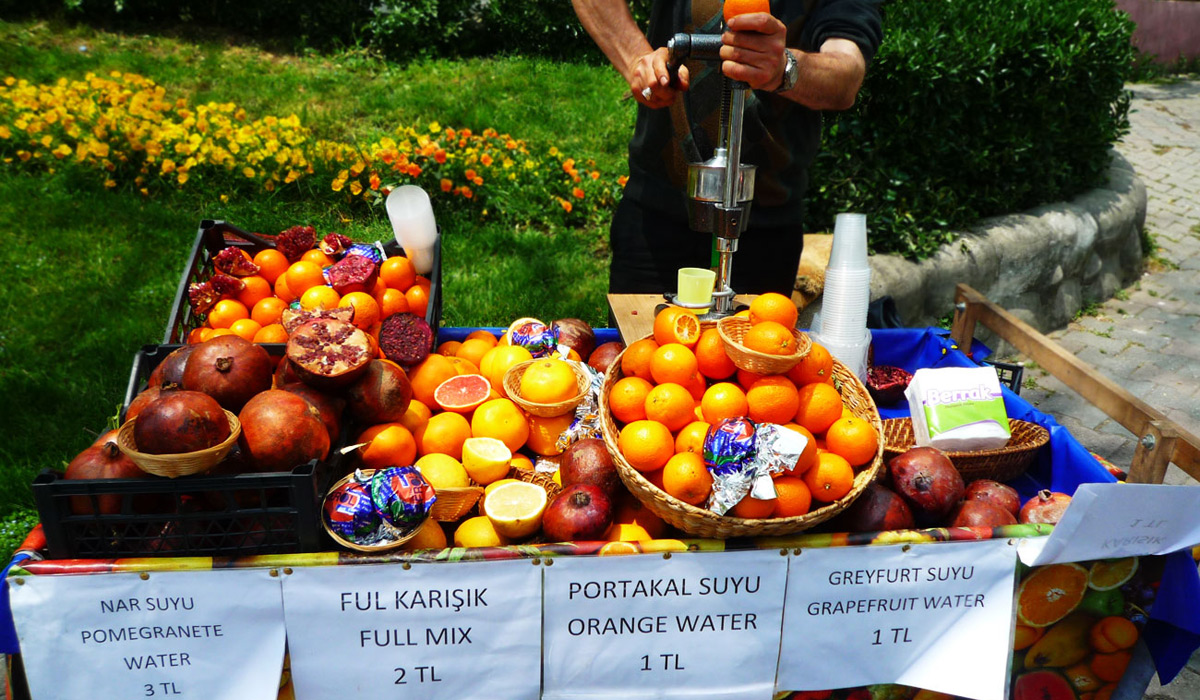 Berrak
NAR SUYU
POMEGRANETE
WATER
3 TL
FUL KARIŞIK
FULL MIX
2 TL
PORTAKAL SUYU
ORANGE WATER
1 TL
GREYFURT SUYU
GRAPEFRUIT WATER
1 TL